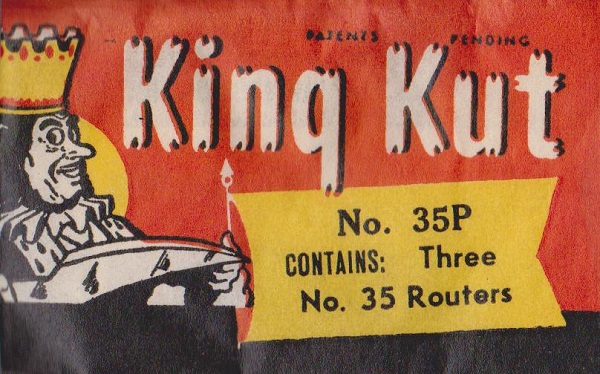 PATENTS PENDING
King Kut
No. 35P
CONTAINS: Three
No. 35 Routers